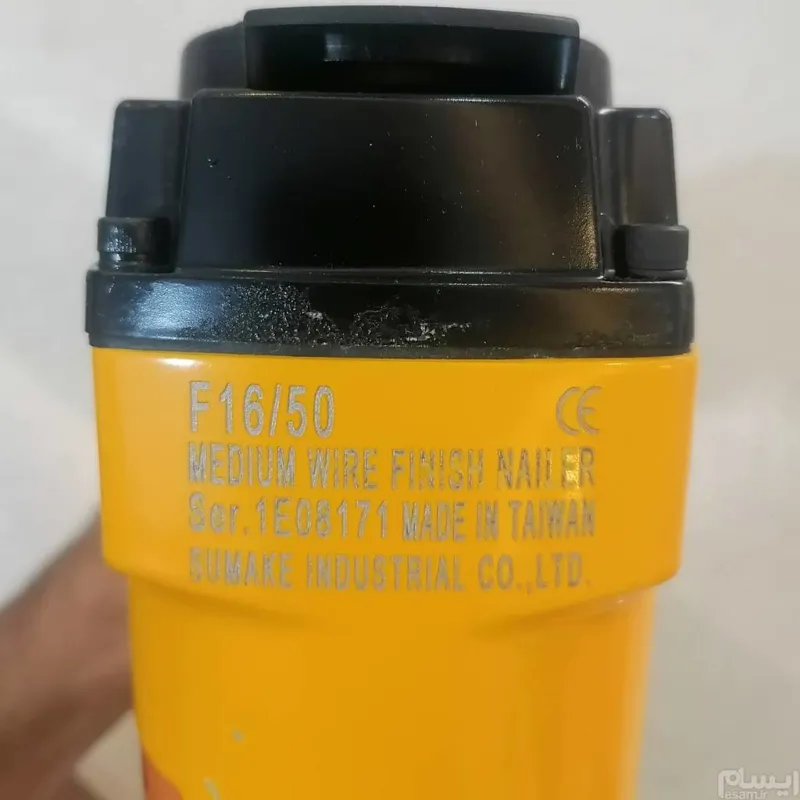 F16/50 CE
MEDIUM WIRE FINISH NAILER
Ser.1E08171 MADE IN TAIWAN
SUMAKE INDUSTRIAL CO.,LTD.
ایسام
esam.ir